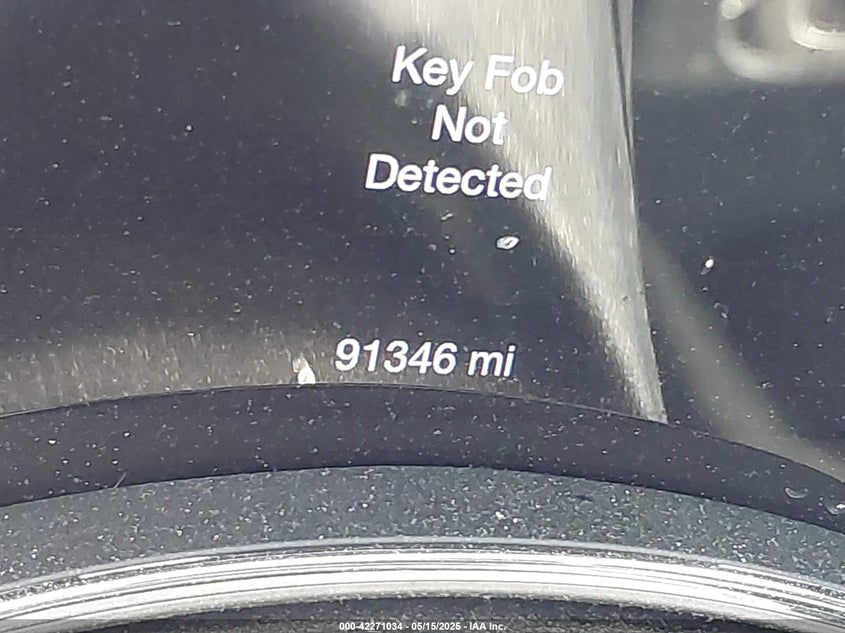 Key Fob
Not
Detected
91346 mi
000-42271034 - 05/15/2025 - IAA Inc.